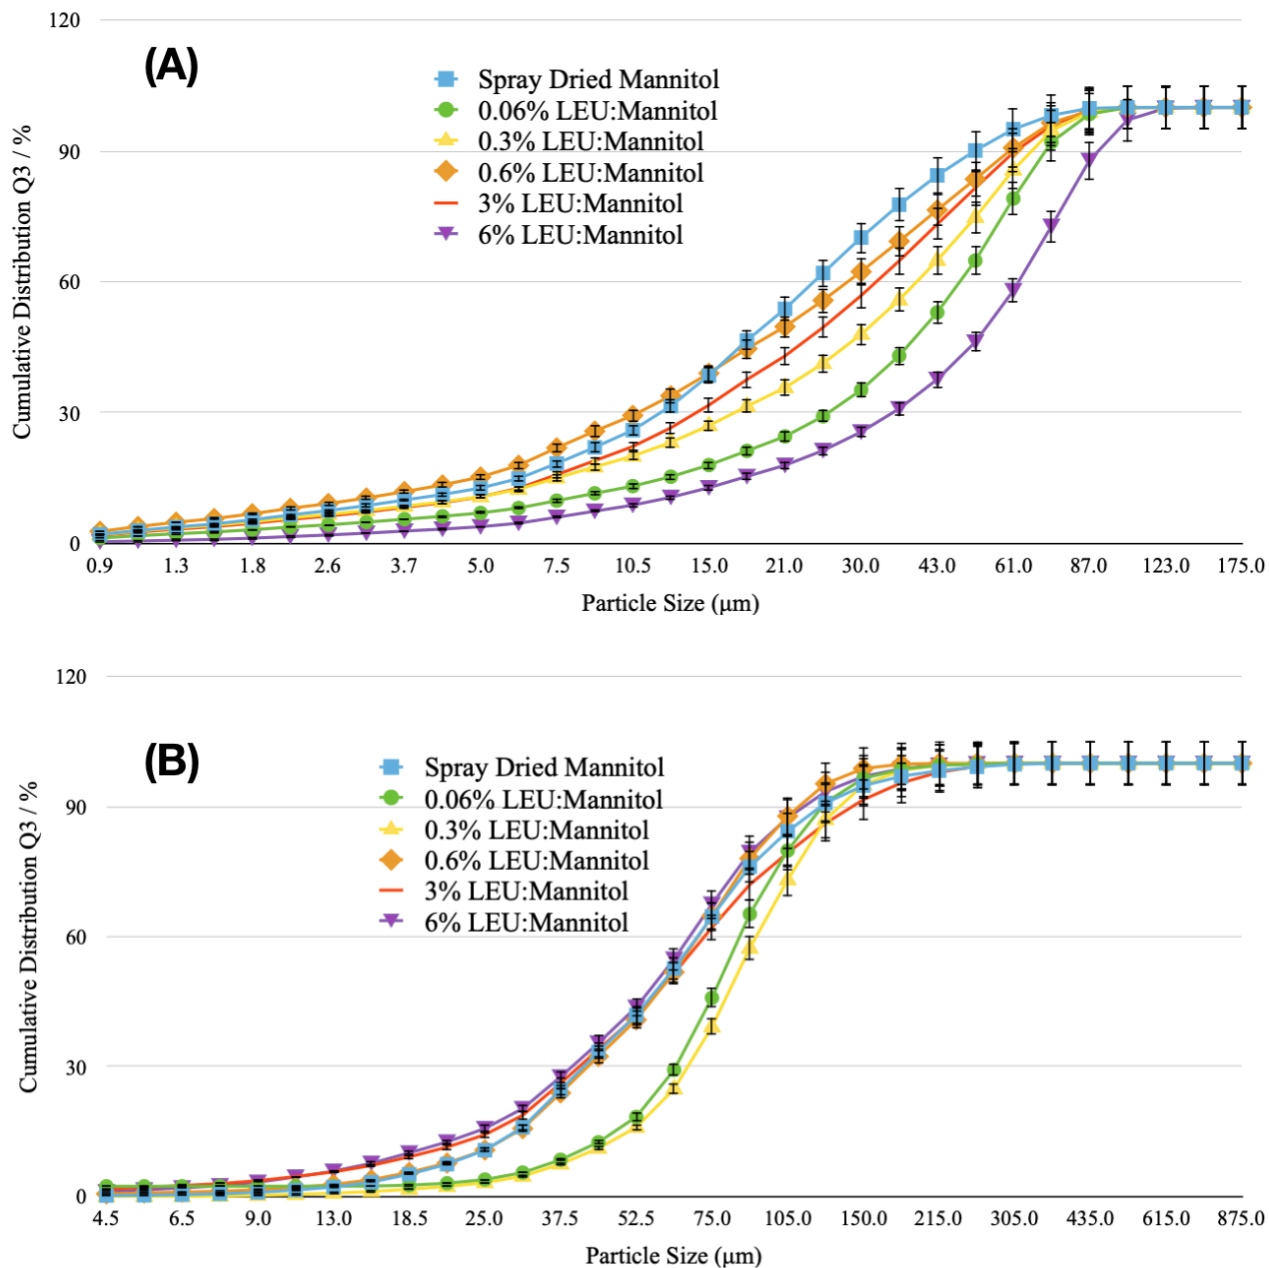 (A)
120
90
60
30
0
Cumulative Distribution Q3 / %
Spray Dried Mannitol
0.06% LEU:Mannitol
0.3% LEU:Mannitol
0.6% LEU:Mannitol
3% LEU:Mannitol
6% LEU:Mannitol
0.9 1.3 1.8 2.6 3.7 5.0 7.5 10.5 15.0 21.0 30.0 43.0 61.0 87.0 123.0 175.0
Particle Size (μm)
(B)
120
90
60
30
0
Cumulative Distribution Q3 / %
Spray Dried Mannitol
0.06% LEU:Mannitol
0.3% LEU:Mannitol
0.6% LEU:Mannitol
3% LEU:Mannitol
6% LEU:Mannitol
4.5 6.5 9.0 13.0 18.5 25.0 37.5 52.5 75.0 105.0 150.0 215.0 305.0 435.0 615.0 875.0
Particle Size (μm)